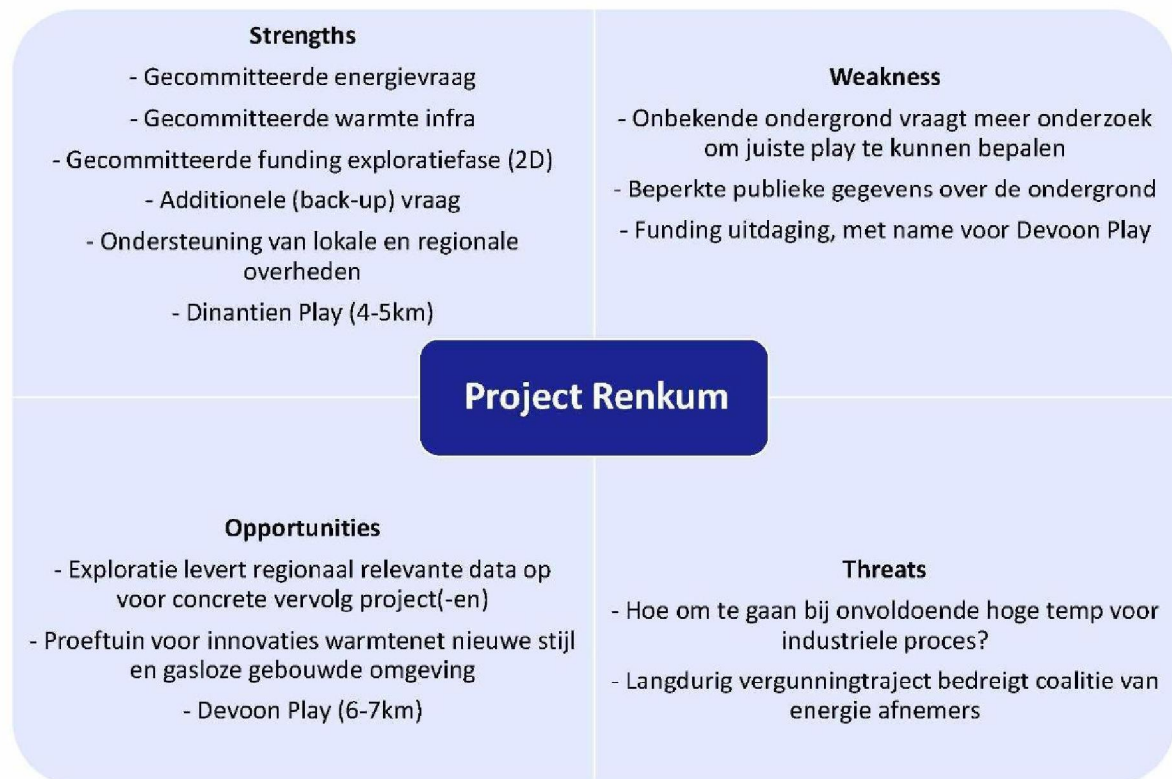 Strengths
- Gecommitteerde energievraag
- Gecommitteerde warmte infra
- Gecommitteerde funding exploratiefase (2D)
- Additionele (back-up) vraag
- Ondersteuning van lokale en regionale
overheden
- Dinantien Play (4-5km)
Weakness
- Onbekende ondergrond vraagt meer onderzoek
om juiste play te kunnen bepalen
- Beperkte publieke gegevens over de ondergrond
- Funding uitdaging, met name voor Devoon Play
Project Renkum
Opportunities
- Exploratie levert regionaal relevante data op
voor concrete vervolg project(-en)
- Proeftuin voor innovaties warmtenet nieuwe stijl
en gasloze gebouwde omgeving
- Devoon Play (6-7km)
Threats
- Hoe om te gaan bij onvoldoende hoge temp voor
industriele proces?
- Langdurig vergunningtraject bedreigt coalitie van
energie afnemers